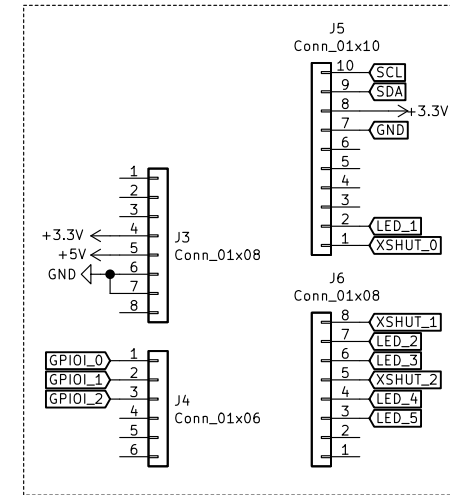 J5
Conn_01x10
10 SCL
9 SDA
8 +3.3V
7 GND
6
5
4
3
2 LED_1
1 XSHUT_0
1
2
3
+3.3V 4
+5V 5
GND 6
7
8
J3
Conn_01x08
J6
Conn_01x08
8 XSHUT_1
7 LED_2
6 LED_3
5 XSHUT_2
4 LED_4
3 LED_5
2
1
GPIOI_0 1
GPIOI_1 2
GPIOI_2 3
4
5
6
J4
Conn_01x06